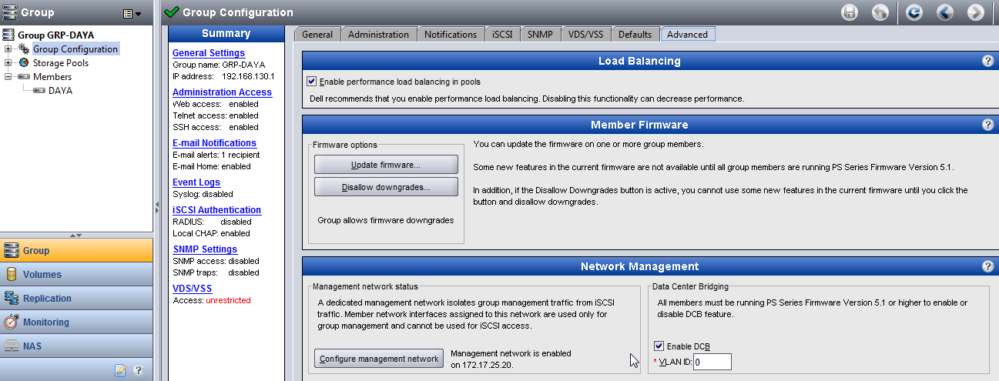 Group
Group GRP-DAYA
Group Configuration
Storage Pools
Members
DAYA
Group
Volumes
Replication
Monitoring
NAS
?
Group Configuration
Summary
General Settings
Group name: GRP-DAYA
IP address: 192.168.130.1
Administration Access
Web access: enabled
Telnet access: enabled
SSH access: enabled
E-mail Notifications
E-mail alerts: 1 recipient
E-mail Home: enabled
Event Logs
Syslog: disabled
iSCSI Authentication
RADIUS: disabled
Local CHAP: enabled
SNMP Settings
SNMP access: disabled
SNMP traps: disabled
VDS/VSS
Access: unrestricted
General Administration Notifications iSCSI SNMP VDS/VSS Defaults Advanced
Load Balancing ?
Enable performance load balancing in pools
Dell recommends that you enable performance load balancing. Disabling this functionality can decrease performance.
Member Firmware ?
Firmware options
Update firmware...
Disallow downgrades...
Group allows firmware downgrades
You can update the firmware on one or more group members.
Some new features in the current firmware are not available until all group members are running PS Series Firmware Version 5.1.
In addition, if the Disallow Downgrades button is active, you cannot use some new features in the current firmware until you click the
button and disallow downgrades.
Network Management ?
Management network status
A dedicated management network isolates group management traffic from iSCSI
traffic. Member network interfaces assigned to this network are used only for
group management and cannot be used for iSCSI access.
Configure management network
Management network is enabled
on 172.17.25.20.
Data Center Bridging
All members must be running PS Series Firmware Version 5.1 or higher to enable or
disable DCB feature.
Enable DCB
* VLAN ID: 0